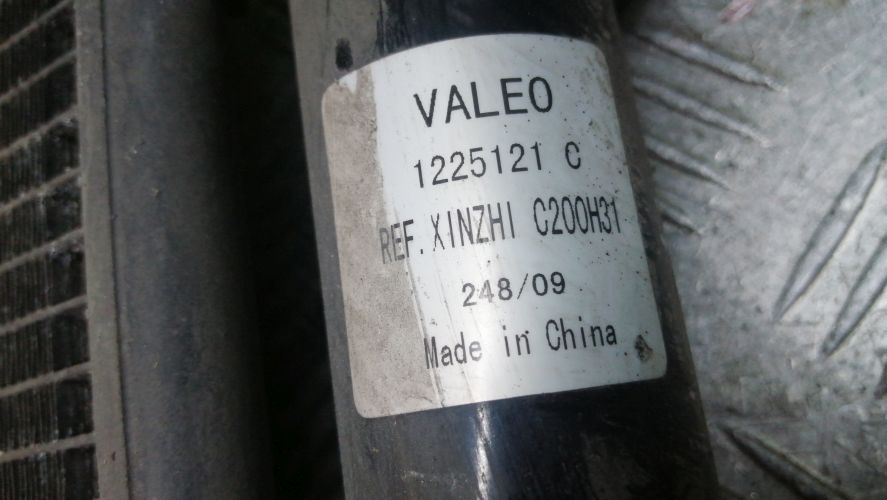 VALEO
1225121 C
REF.XINZHI C200H31
248/09
Made in China